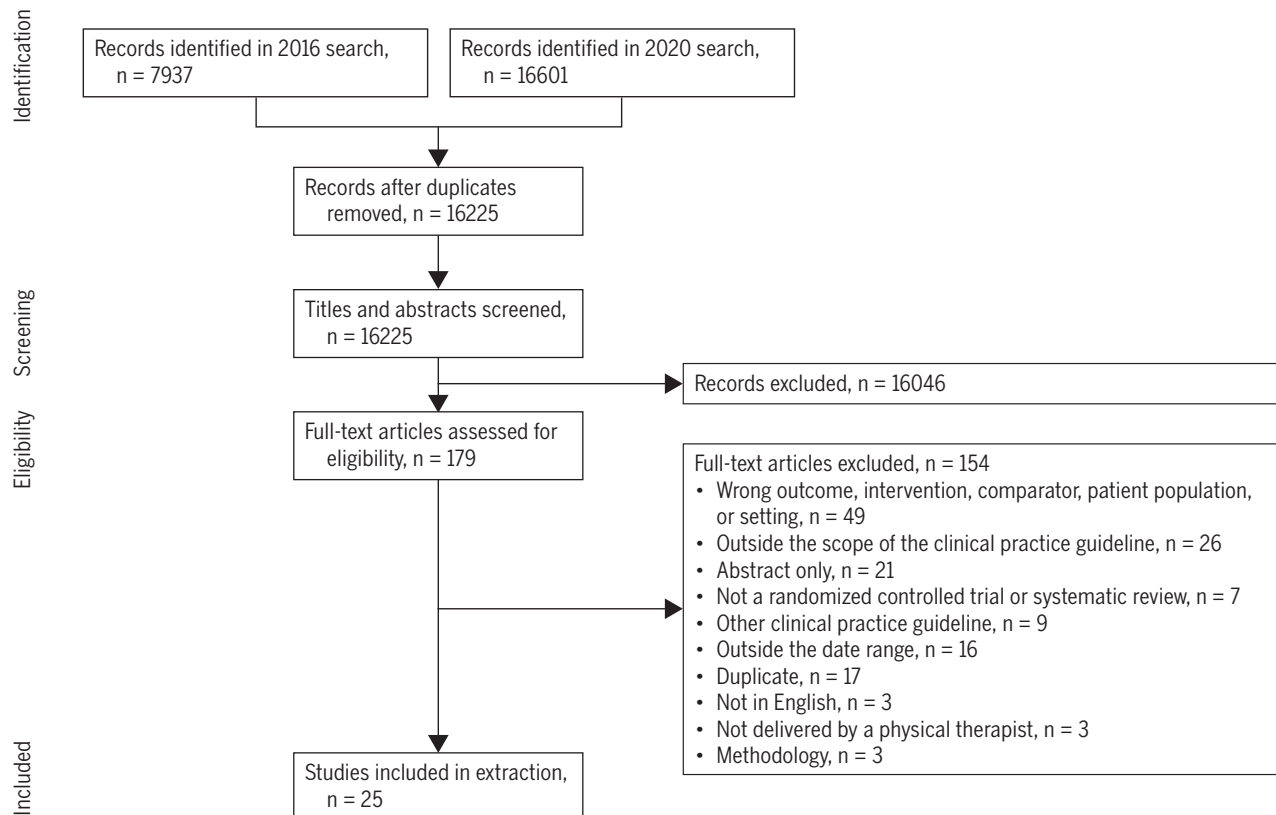 Identification
Records identified in 2016 search,
n = 7937
Records identified in 2020 search,
n = 16601
Records after duplicates
removed, n = 16225
Screening
Titles and abstracts screened,
n = 16225
Records excluded, n = 16046
Eligibility
Full-text articles assessed for
eligibility, n = 179
Full-text articles excluded, n = 154
• Wrong outcome, intervention, comparator, patient population,
or setting, n = 49
• Outside the scope of the clinical practice guideline, n = 26
• Abstract only, n = 21
• Not a randomized controlled trial or systematic review, n = 7
• Other clinical practice guideline, n = 9
• Outside the date range, n = 16
• Duplicate, n = 17
• Not in English, n = 3
• Not delivered by a physical therapist, n = 3
• Methodology, n = 3
Included
Studies included in extraction,
n = 25